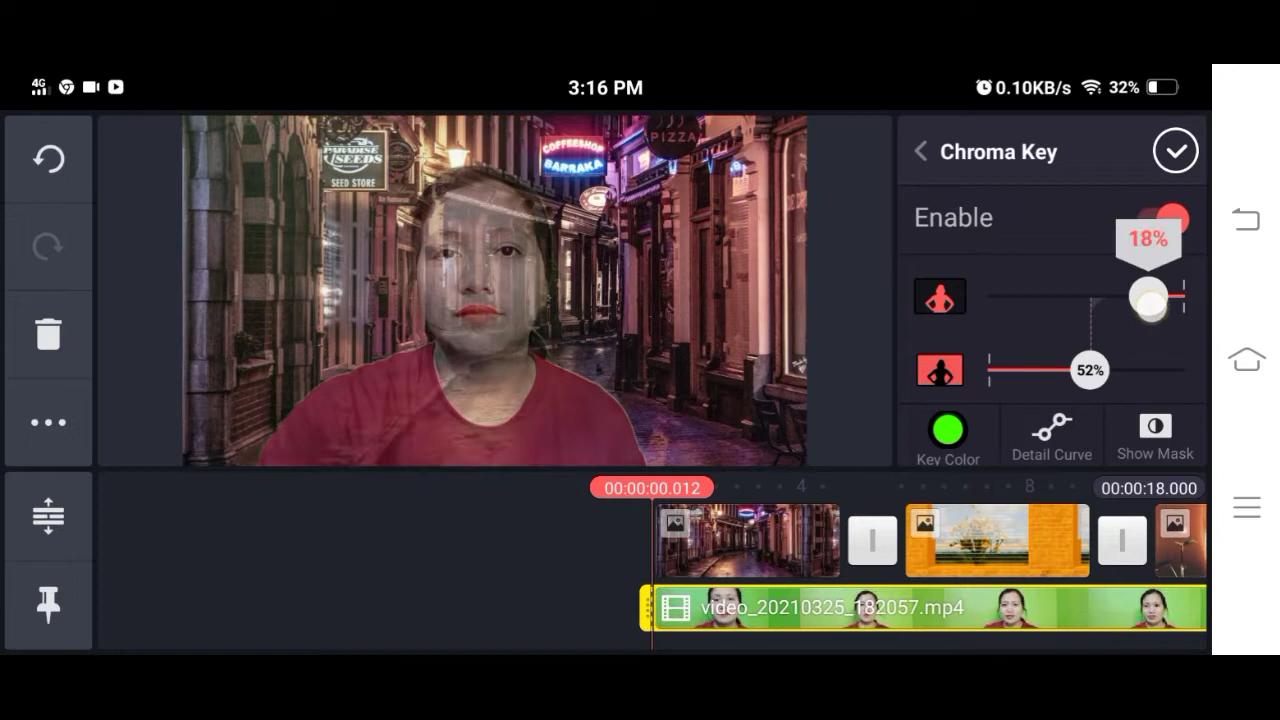 4G
3:16 PM
0.10KB/s
32%
PARADISE
SEEDS
SEED STORE
COFFEESHOP
BARRAKA
PIZZA
Chroma Key
Enable
18%
52%
Key Color
Detail Curve
Show Mask
00:00:00.012
4
8
00:00:18.000
video_20210325_182057.mp4